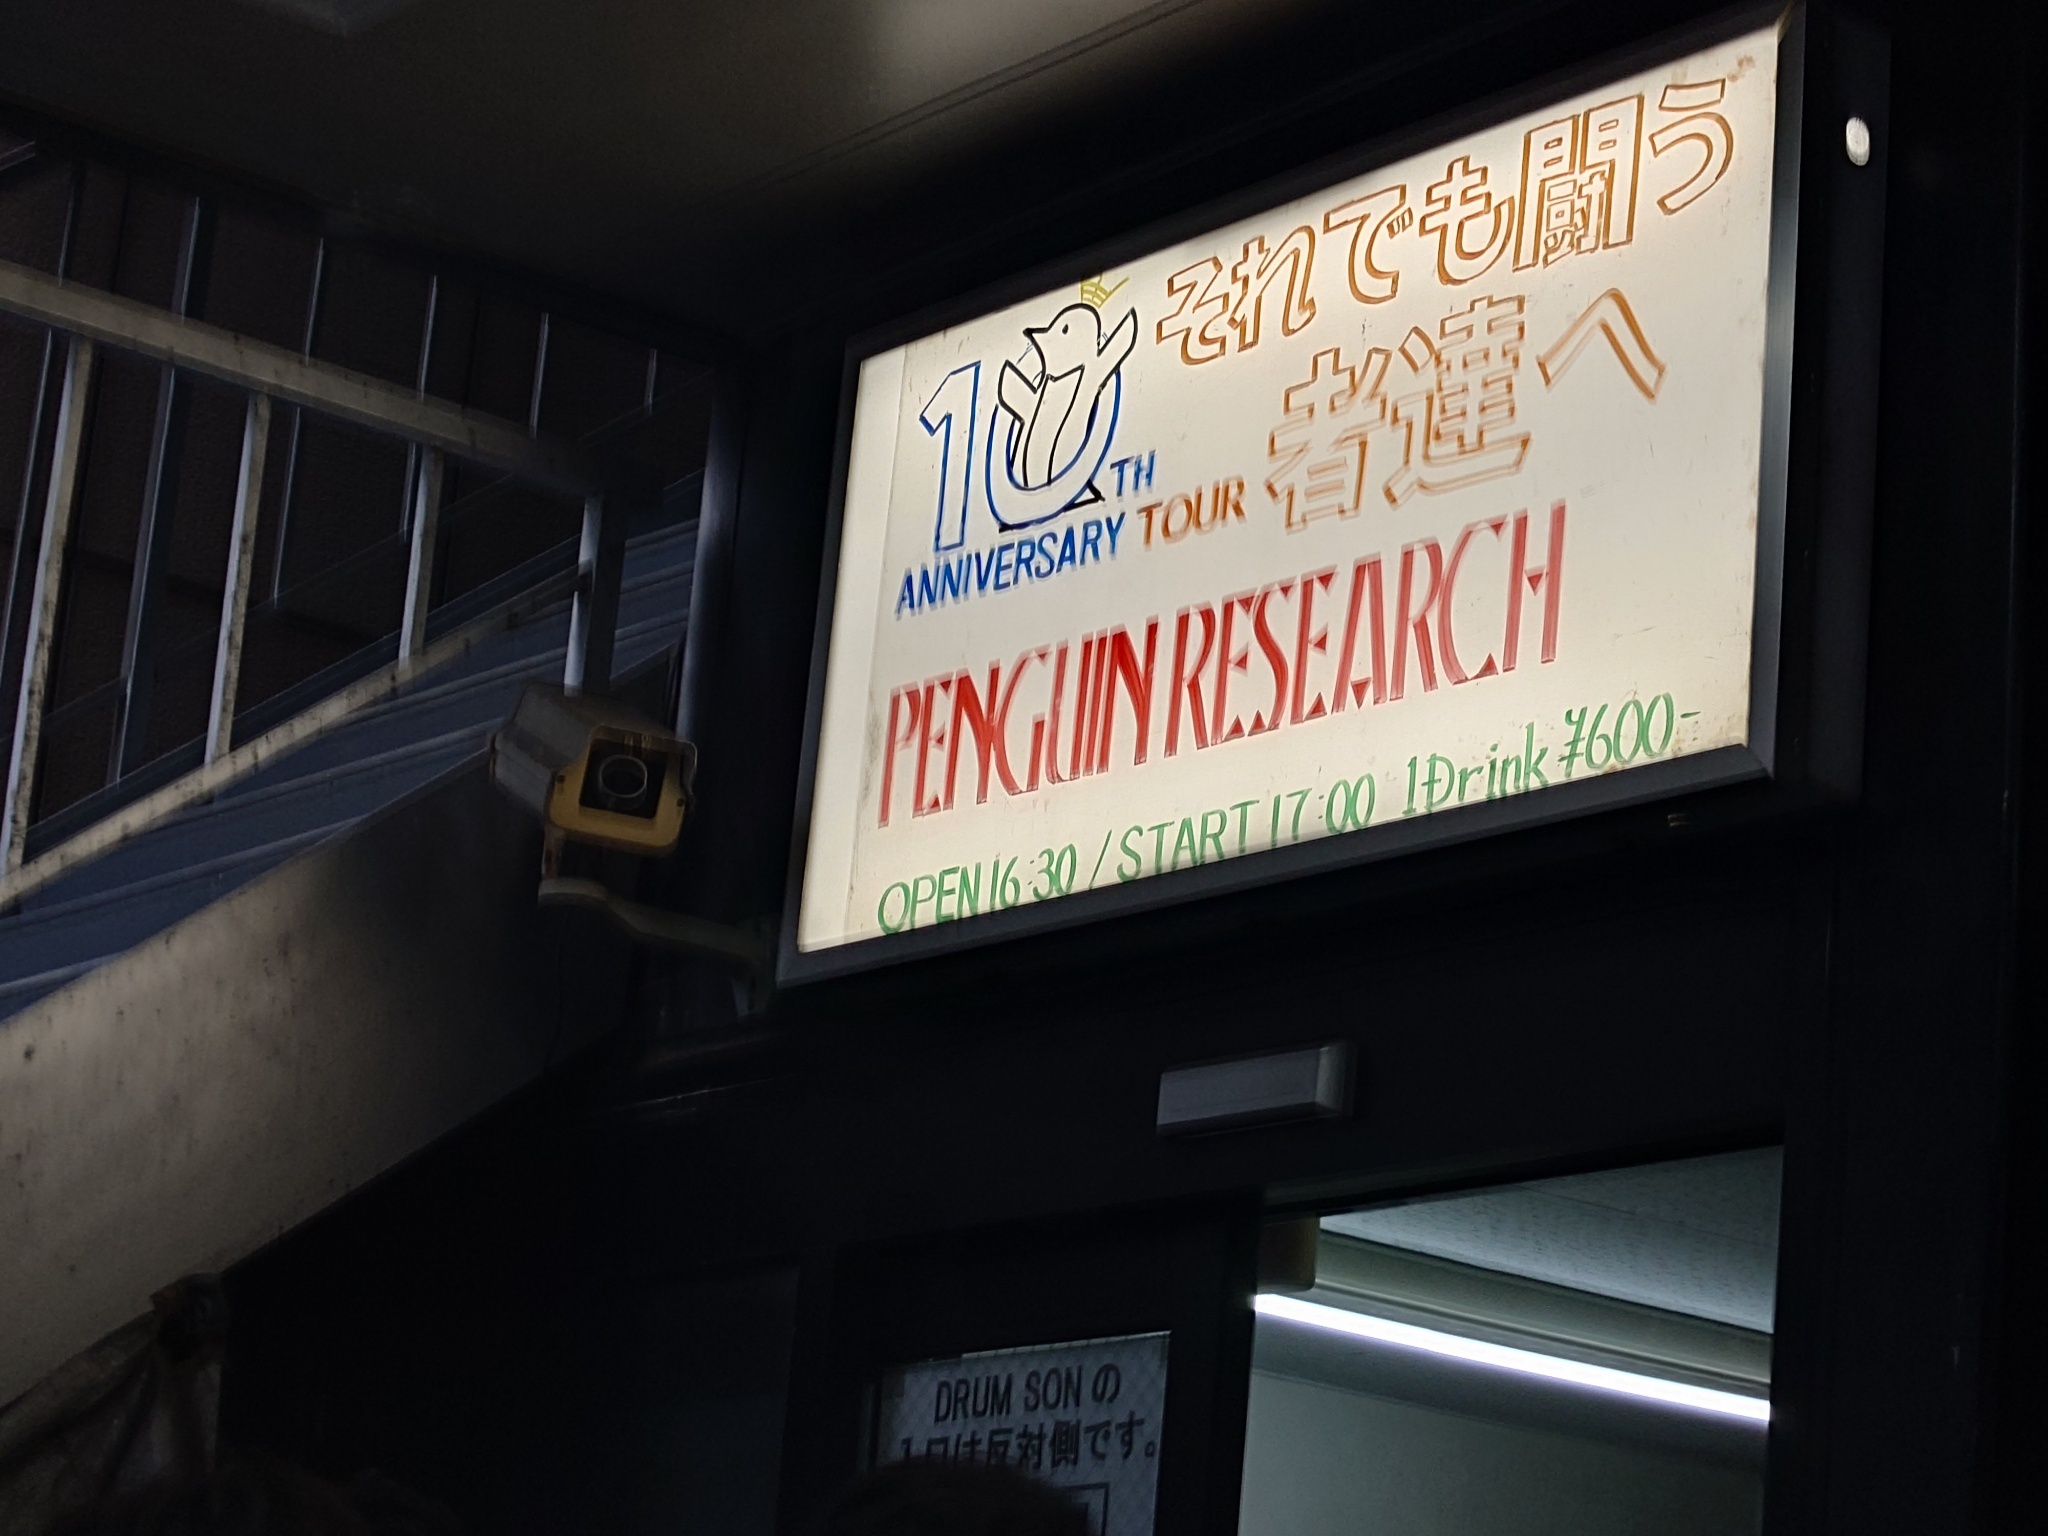 それでも闘う
者達へ
10TH
ANNIVERSARY TOUR
PENGUIN RESEARCH
OPEN 16:30 / START 17:00 1Drink ¥600-
DRUM SON の
入口は反対側です。